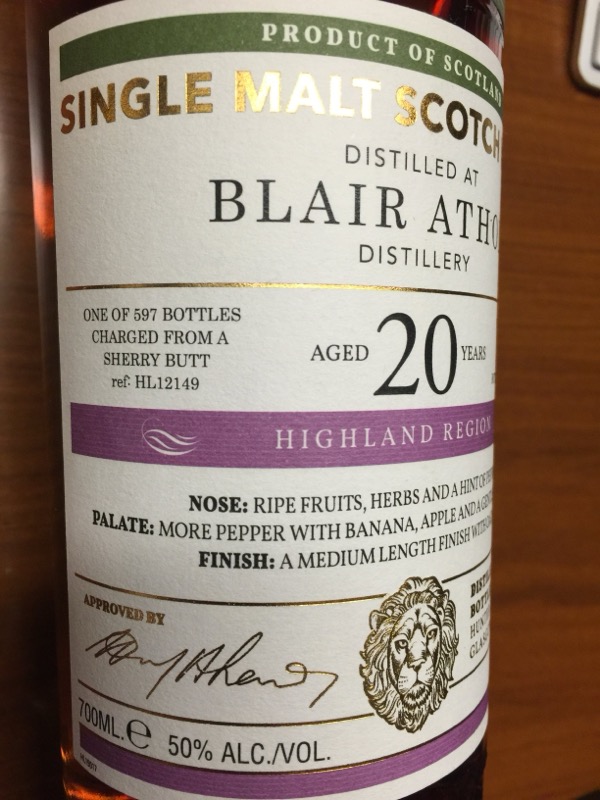 PRODUCT OF SCOTLAN
SINGLE MALT SCOTCH
DISTILLED AT
BLAIR ATHO
DISTILLERY
ONE OF 597 BOTTLES
CHARGED FROM A
SHERRY BUTT
ref: HL12149
AGED 20 YEARS
HIGHLAND REGION
NOSE: RIPE FRUITS, HERBS AND A HINT OF
PALATE: MORE PEPPER WITH BANANA, APPLE AND A
FINISH: A MEDIUM LENGTH FINISH WITH
APPROVED BY
700ML. e 50% ALC./VOL.